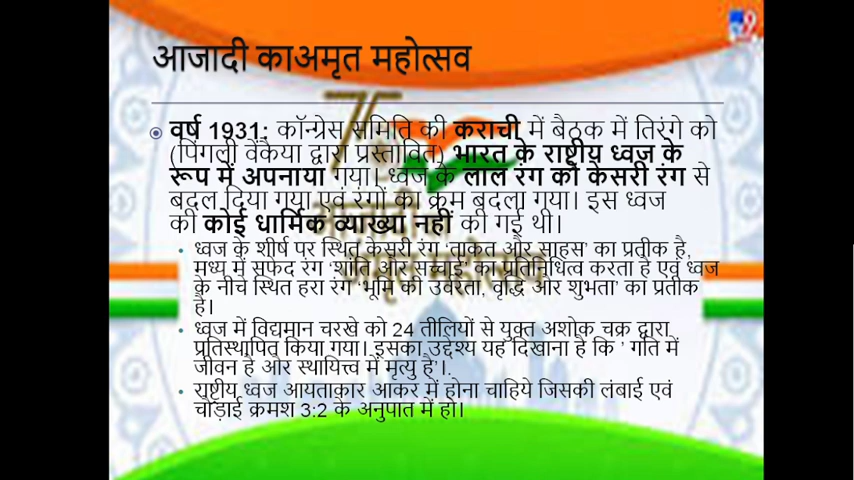 आजादी काअमृत महोत्सव
वर्ष 1931: कॉन्ग्रेस समिति की कराची में बैठक में तिरंगे को
(पिंगली वेंकैया द्वारा प्रस्तावित) भारत के राष्ट्रीय ध्वज के
रूप में अपनाया गया। ध्वज के लाल रंग को केसरी रंग से
बदल दिया गया एवं रंगों का क्रम बदला गया। इस ध्वज
की कोई धार्मिक व्याख्या नहीं की गई थी।
ध्वज के शीर्ष पर स्थित केसरी रंग 'ताकत और साहस' का प्रतीक है,
मध्य में सफेद रंग 'शांति और सच्चाई' का प्रतिनिधित्व करता है एवं ध्वज
के नीचे स्थित हरा रंग 'भूमि की उर्वरता, वृद्धि और शुभता' का प्रतीक
है।
ध्वज में विद्यमान चरखे को 24 तीलियों से युक्त अशोक चक्र द्वारा
प्रतिस्थापित किया गया। इसका उद्देश्य यह दिखाना है कि ' गति में
जीवन है और स्थायित्त्व में मृत्यु है'।.
राष्ट्रीय ध्वज आयताकार आकर में होना चाहिये जिसकी लंबाई एवं
चौड़ाई क्रमश 3:2 के अनुपात में हो।